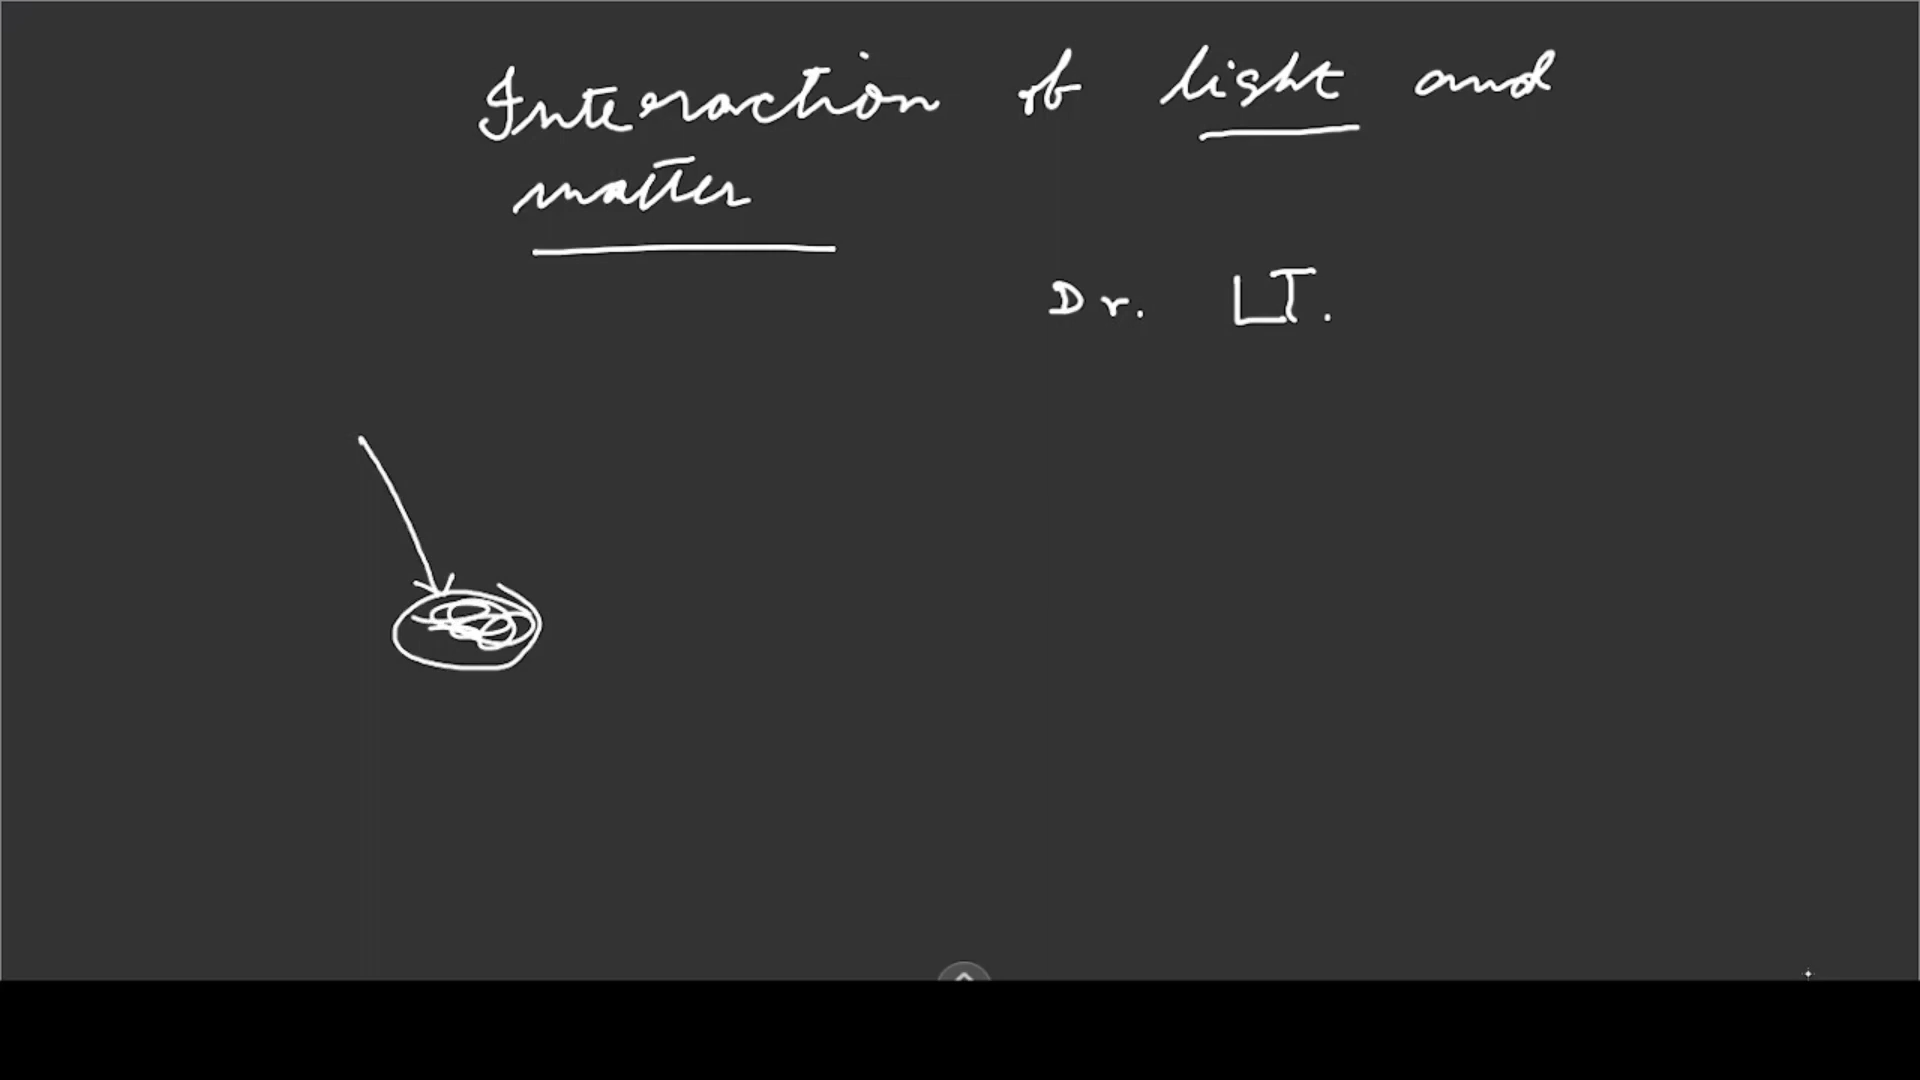 Interaction of light and
matter
Dr. LT.